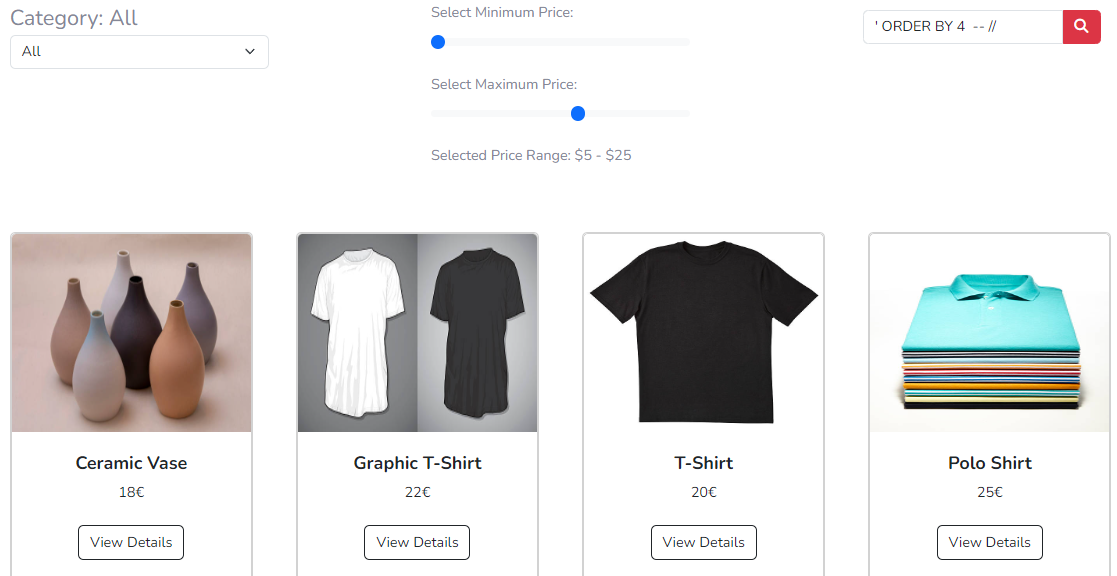 Category: All
All
Select Minimum Price:
Select Maximum Price:
Selected Price Range: $5 - $25
' ORDER BY 4  -- //
Ceramic Vase
18€
View Details
Graphic T-Shirt
22€
View Details
T-Shirt
20€
View Details
Polo Shirt
25€
View Details